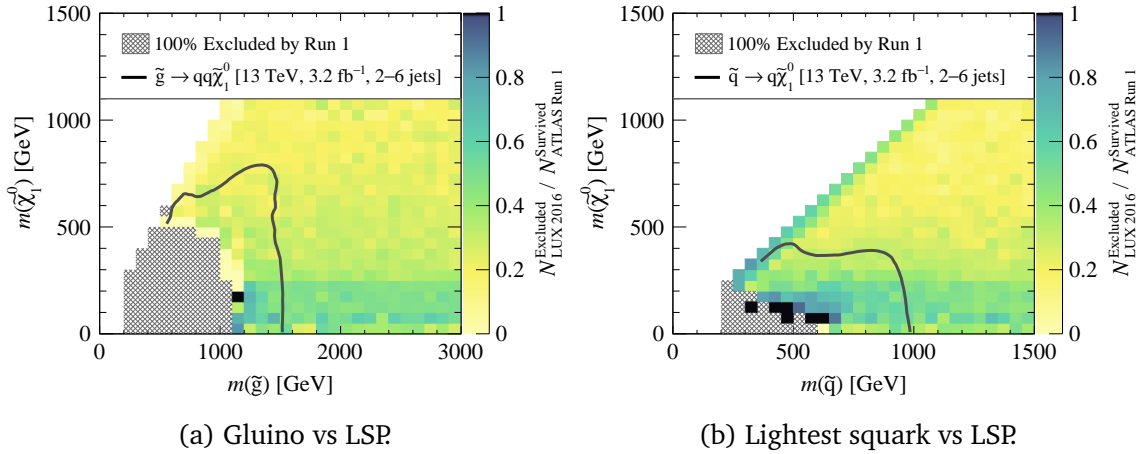 100% Excluded by Run 1
g̃ → qqχ̃₁⁰ [13 TeV, 3.2 fb⁻¹, 2–6 jets]
m(χ̃₁⁰) [GeV]
1500
1000
500
0
0 1000 2000 3000
m(g̃) [GeV]
1
0.8
0.6
0.4
0.2
0
N^Excluded_LUX 2016 / N^Survived_ATLAS Run 1
(a) Gluino vs LSP.
100% Excluded by Run 1
q̃ → qχ̃₁⁰ [13 TeV, 3.2 fb⁻¹, 2–6 jets]
m(χ̃₁⁰) [GeV]
1500
1000
500
0
0 500 1000 1500
m(q̃) [GeV]
1
0.8
0.6
0.4
0.2
0
N^Excluded_LUX 2016 / N^Survived_ATLAS Run 1
(b) Lightest squark vs LSP.